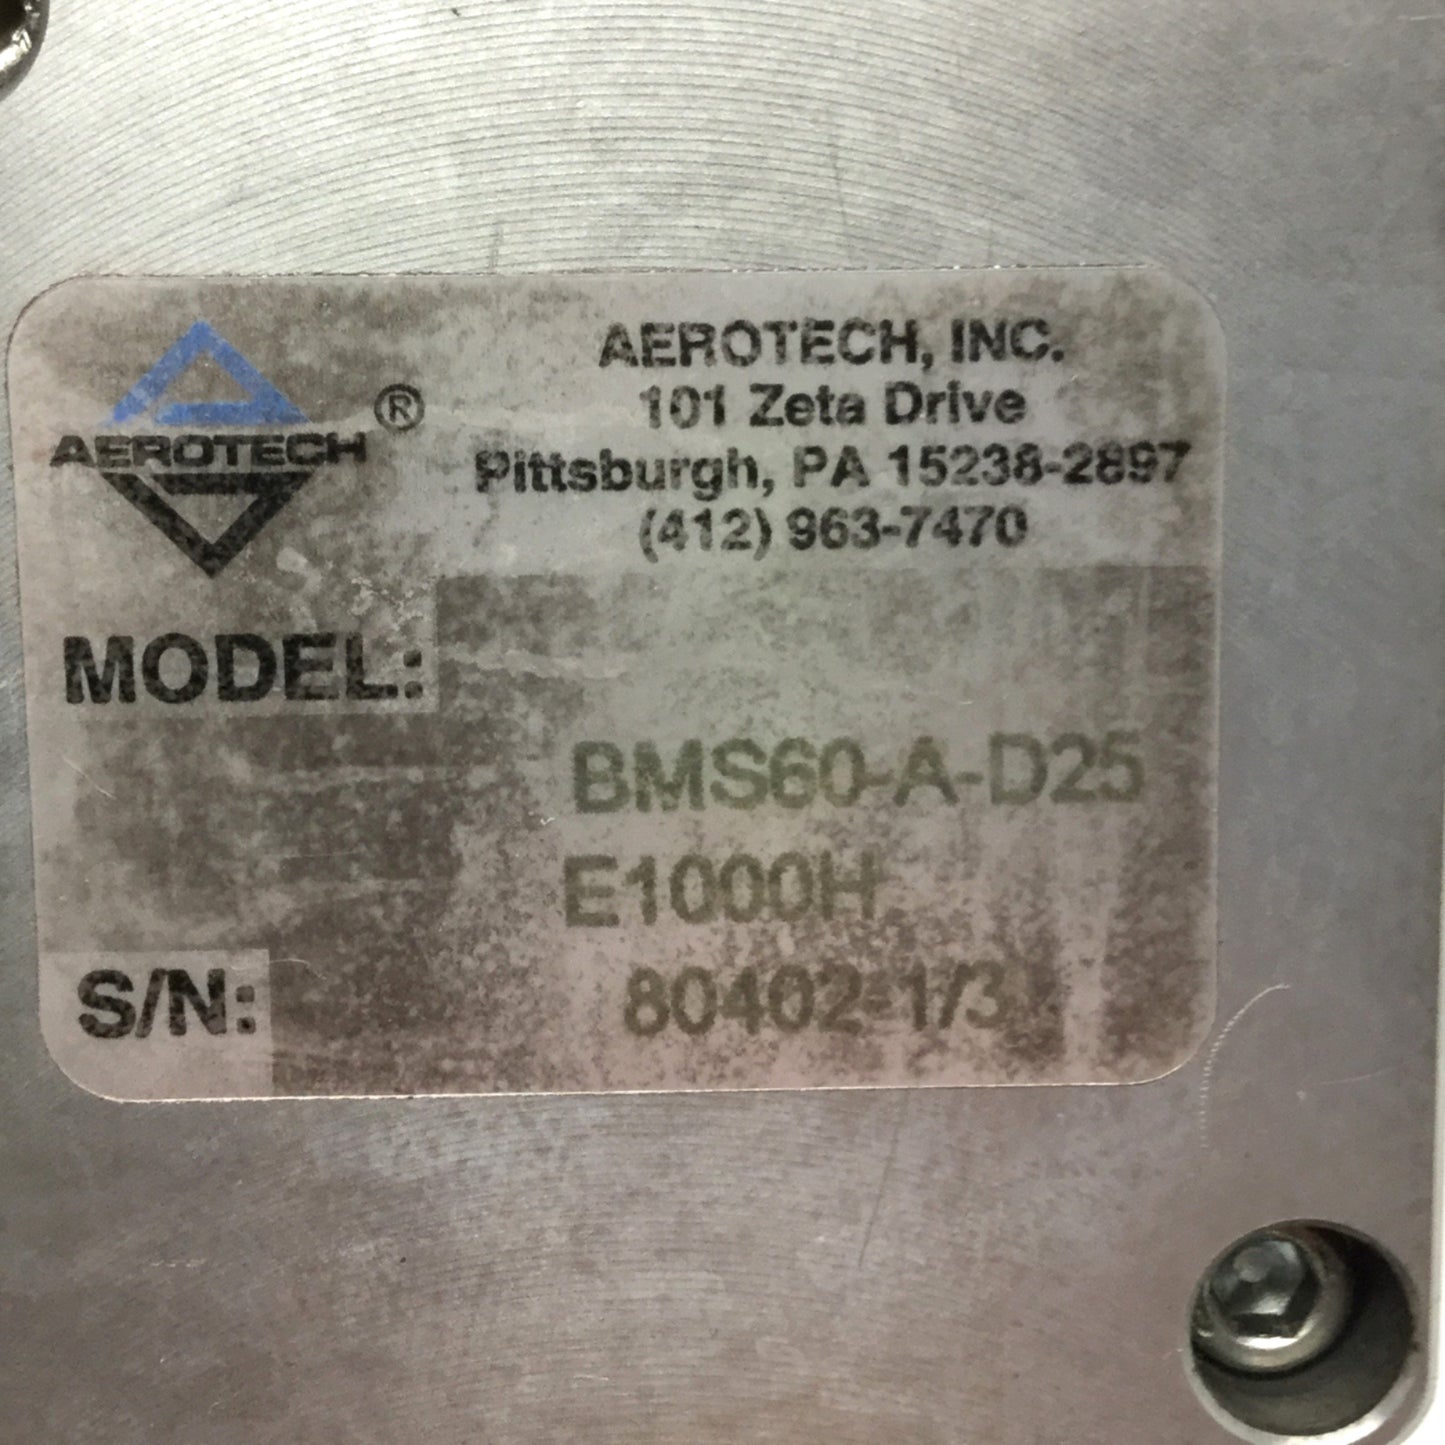 AEROTECH®
AEROTECH, INC.
101 Zeta Drive
Pittsburgh, PA 15238-2897
(412) 963-7470
MODEL:
BMS60-A-D25
E1000H
S/N: 80402-1/3